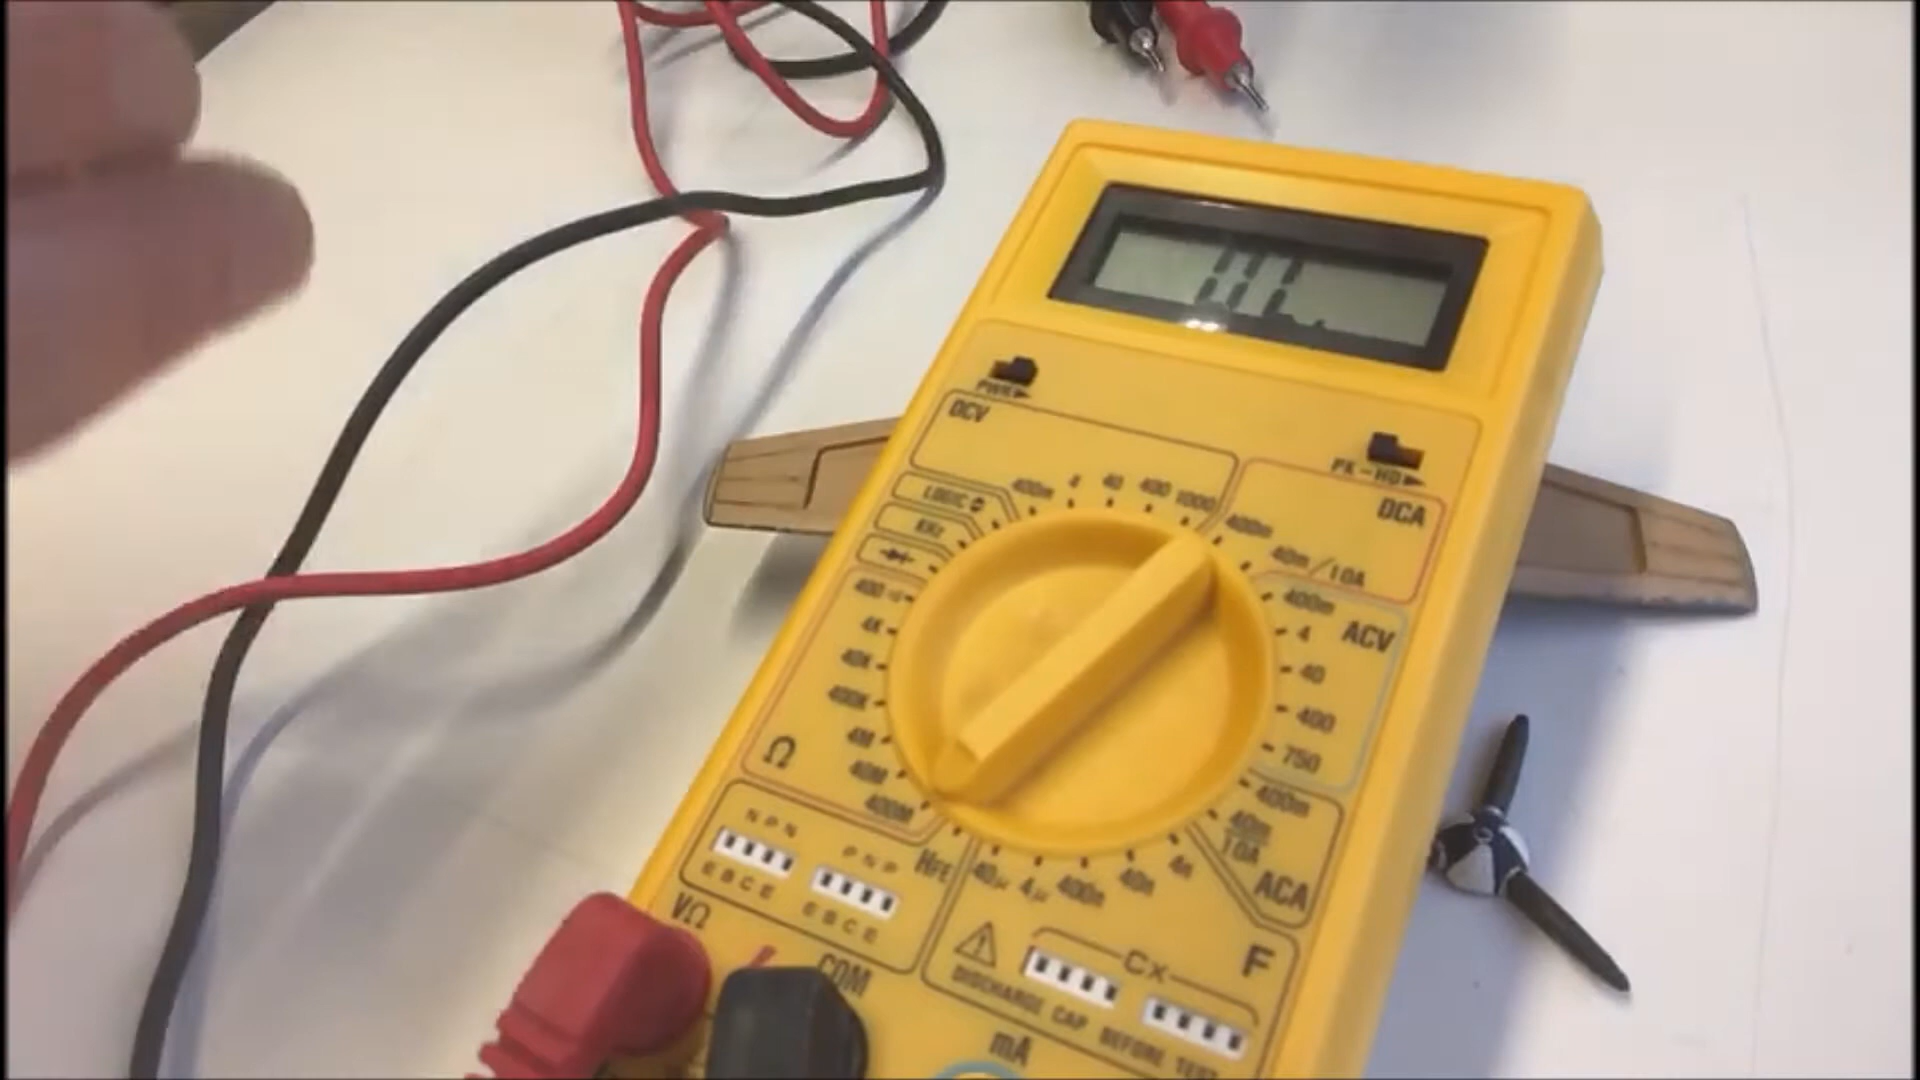 PWR
DCV
PK-HD
DCA
LOGIC
KHz
400m 4 40 400 1000
400m
40m/10A
ACV
400m
4
40
400
750
400
4K
40K
400K
4M
40M
400M
Ω
400m
40m
10A
ACA
NPN
EBCE
PNP
EBCE
HFE
40μ 4μ 400n 40n 4n
F
CX
DISCHARGE CAP BEFORE TEST
VΩ
COM
mA